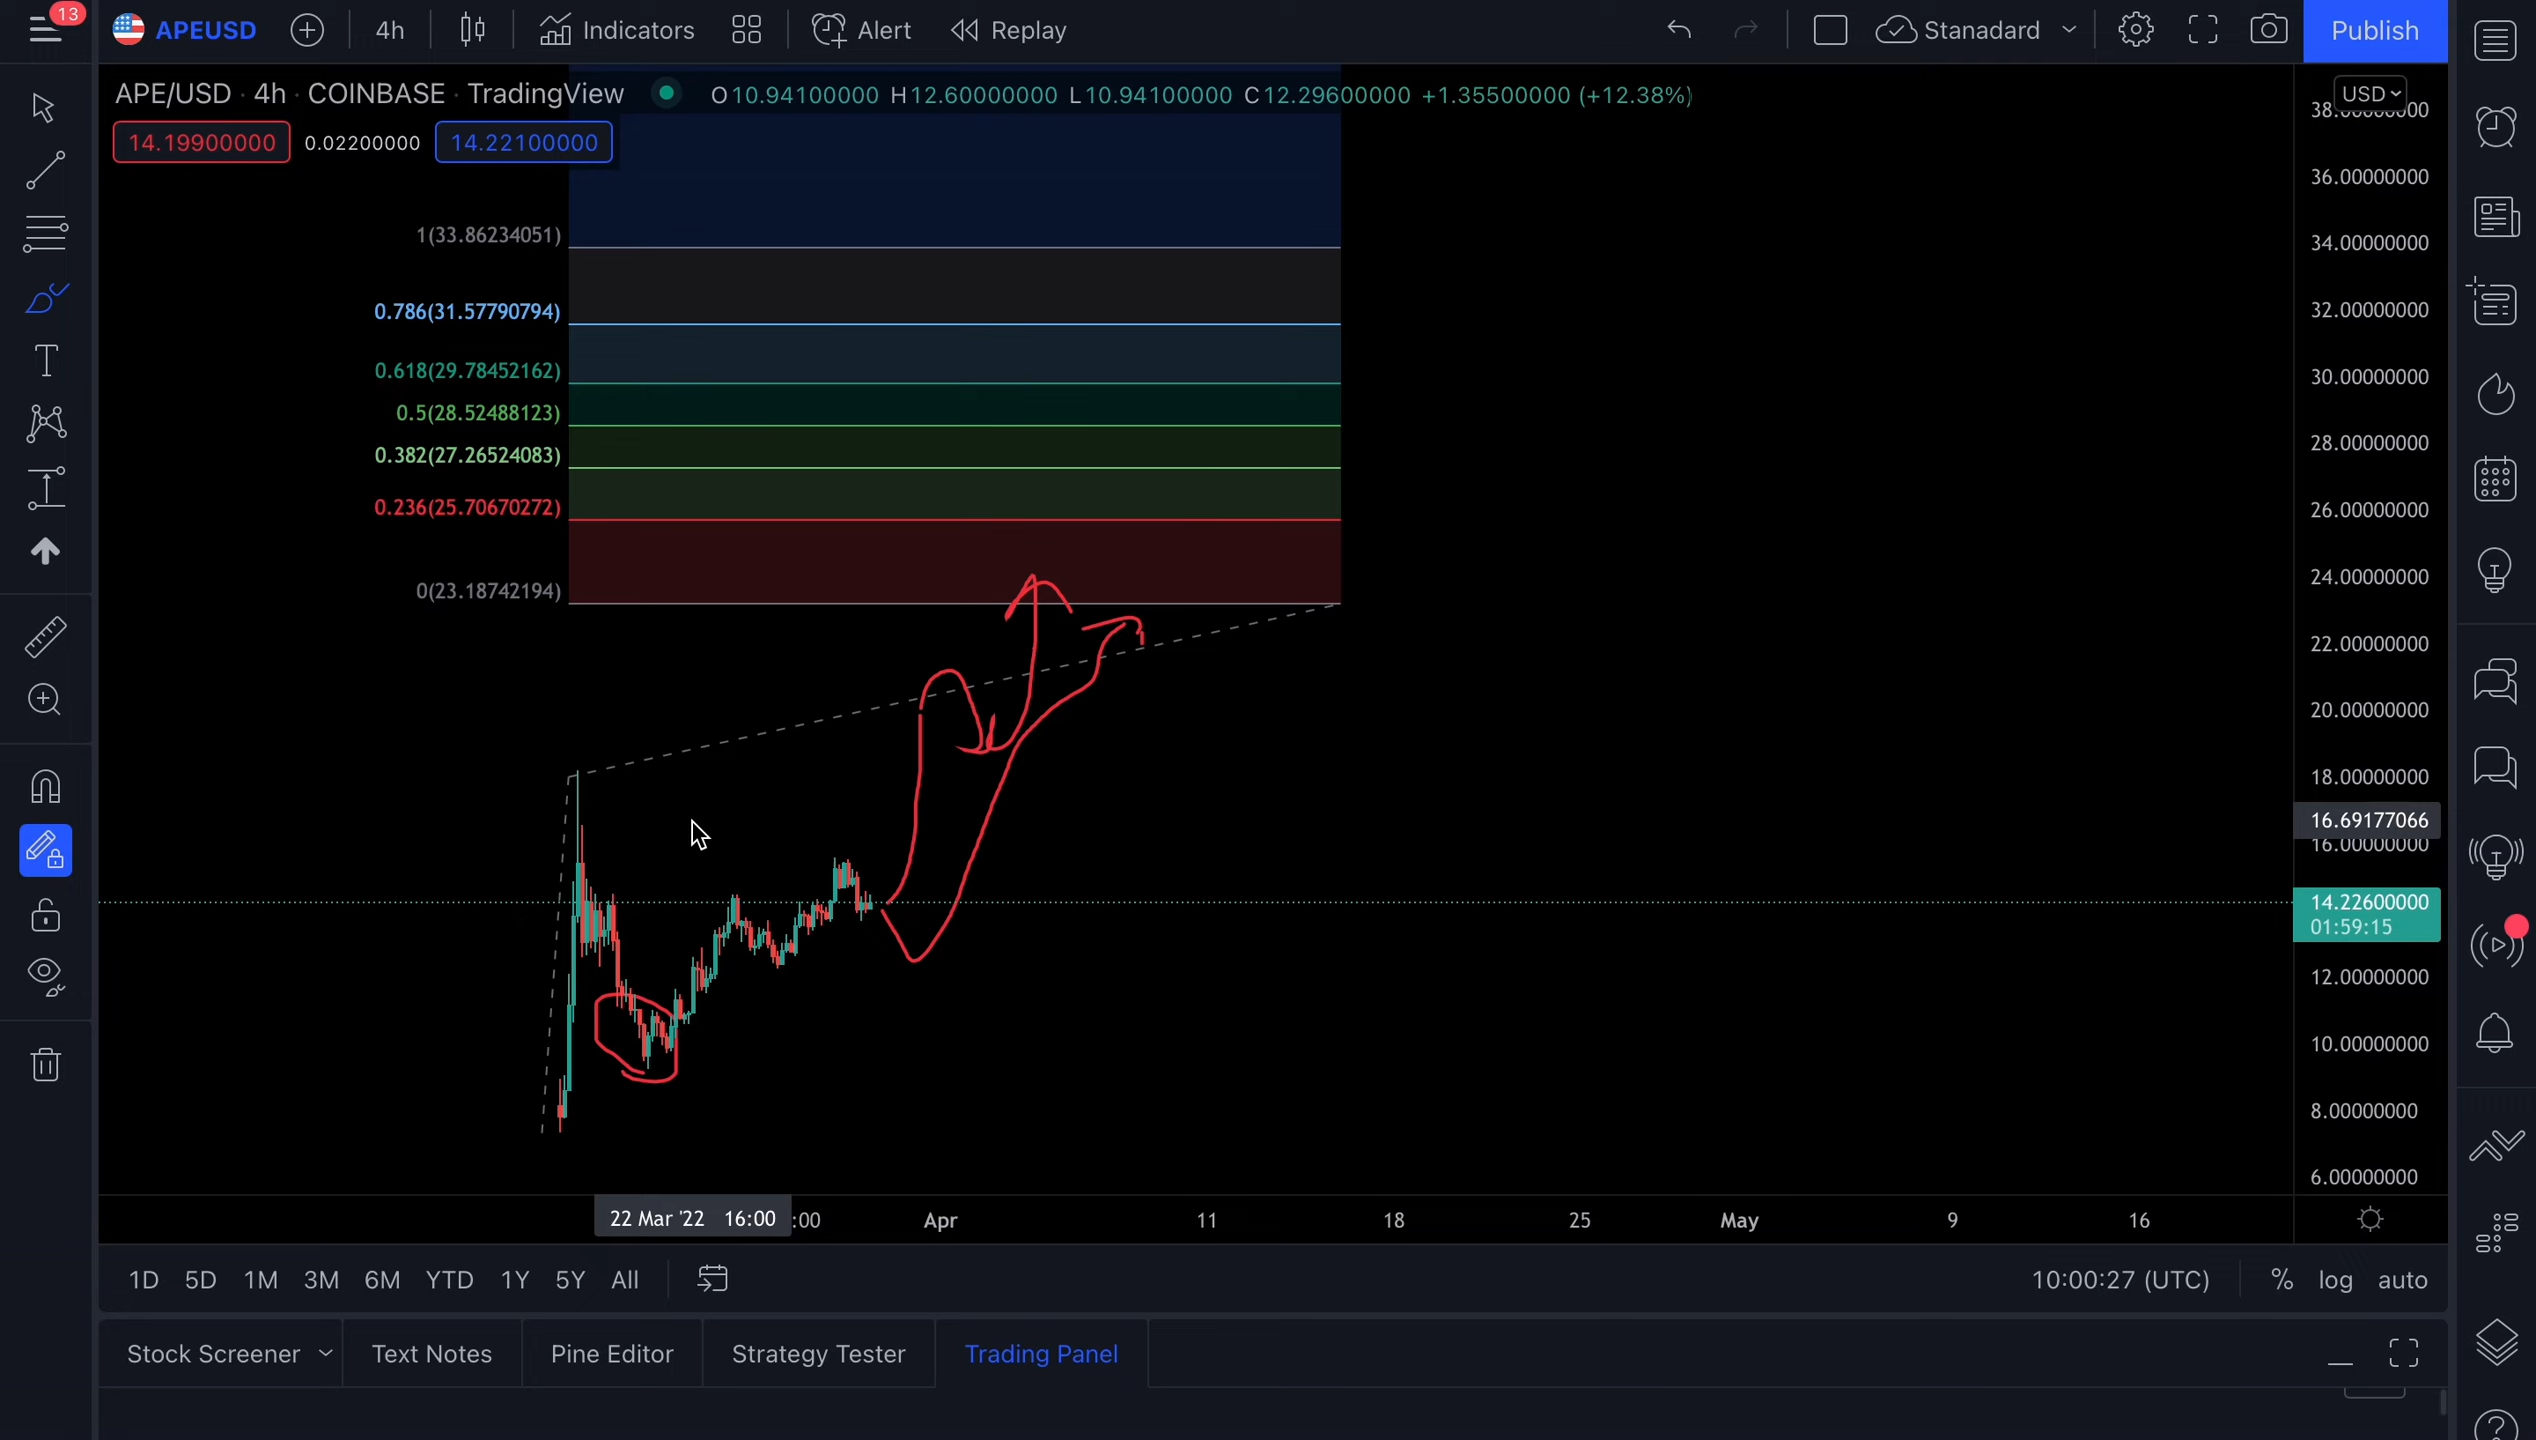 13
APEUSD
4h
Indicators
Alert
Replay
Stanadard
Publish
APE/USD · 4h · COINBASE · TradingView
O10.94100000 H12.60000000 L10.94100000 C12.29600000 +1.35500000 (+12.38%)
USD
14.19900000
0.02200000
14.22100000
36.00000000
1(33.86234051)
34.00000000
0.786(31.57790794)
32.00000000
0.618(29.78452162)
30.00000000
0.5(28.52488123)
28.00000000
0.382(27.26524083)
0.236(25.70670272)
26.00000000
0(23.18742194)
24.00000000
22.00000000
20.00000000
18.00000000
16.69177066
16.00000000
14.22600000
01:59:15
12.00000000
10.00000000
8.00000000
6.00000000
22 Mar '22 16:00
:00
Apr
11
18
25
May
9
16
1D 5D 1M 3M 6M YTD 1Y 5Y All
10:00:27 (UTC)
% log auto
Stock Screener
Text Notes
Pine Editor
Strategy Tester
Trading Panel